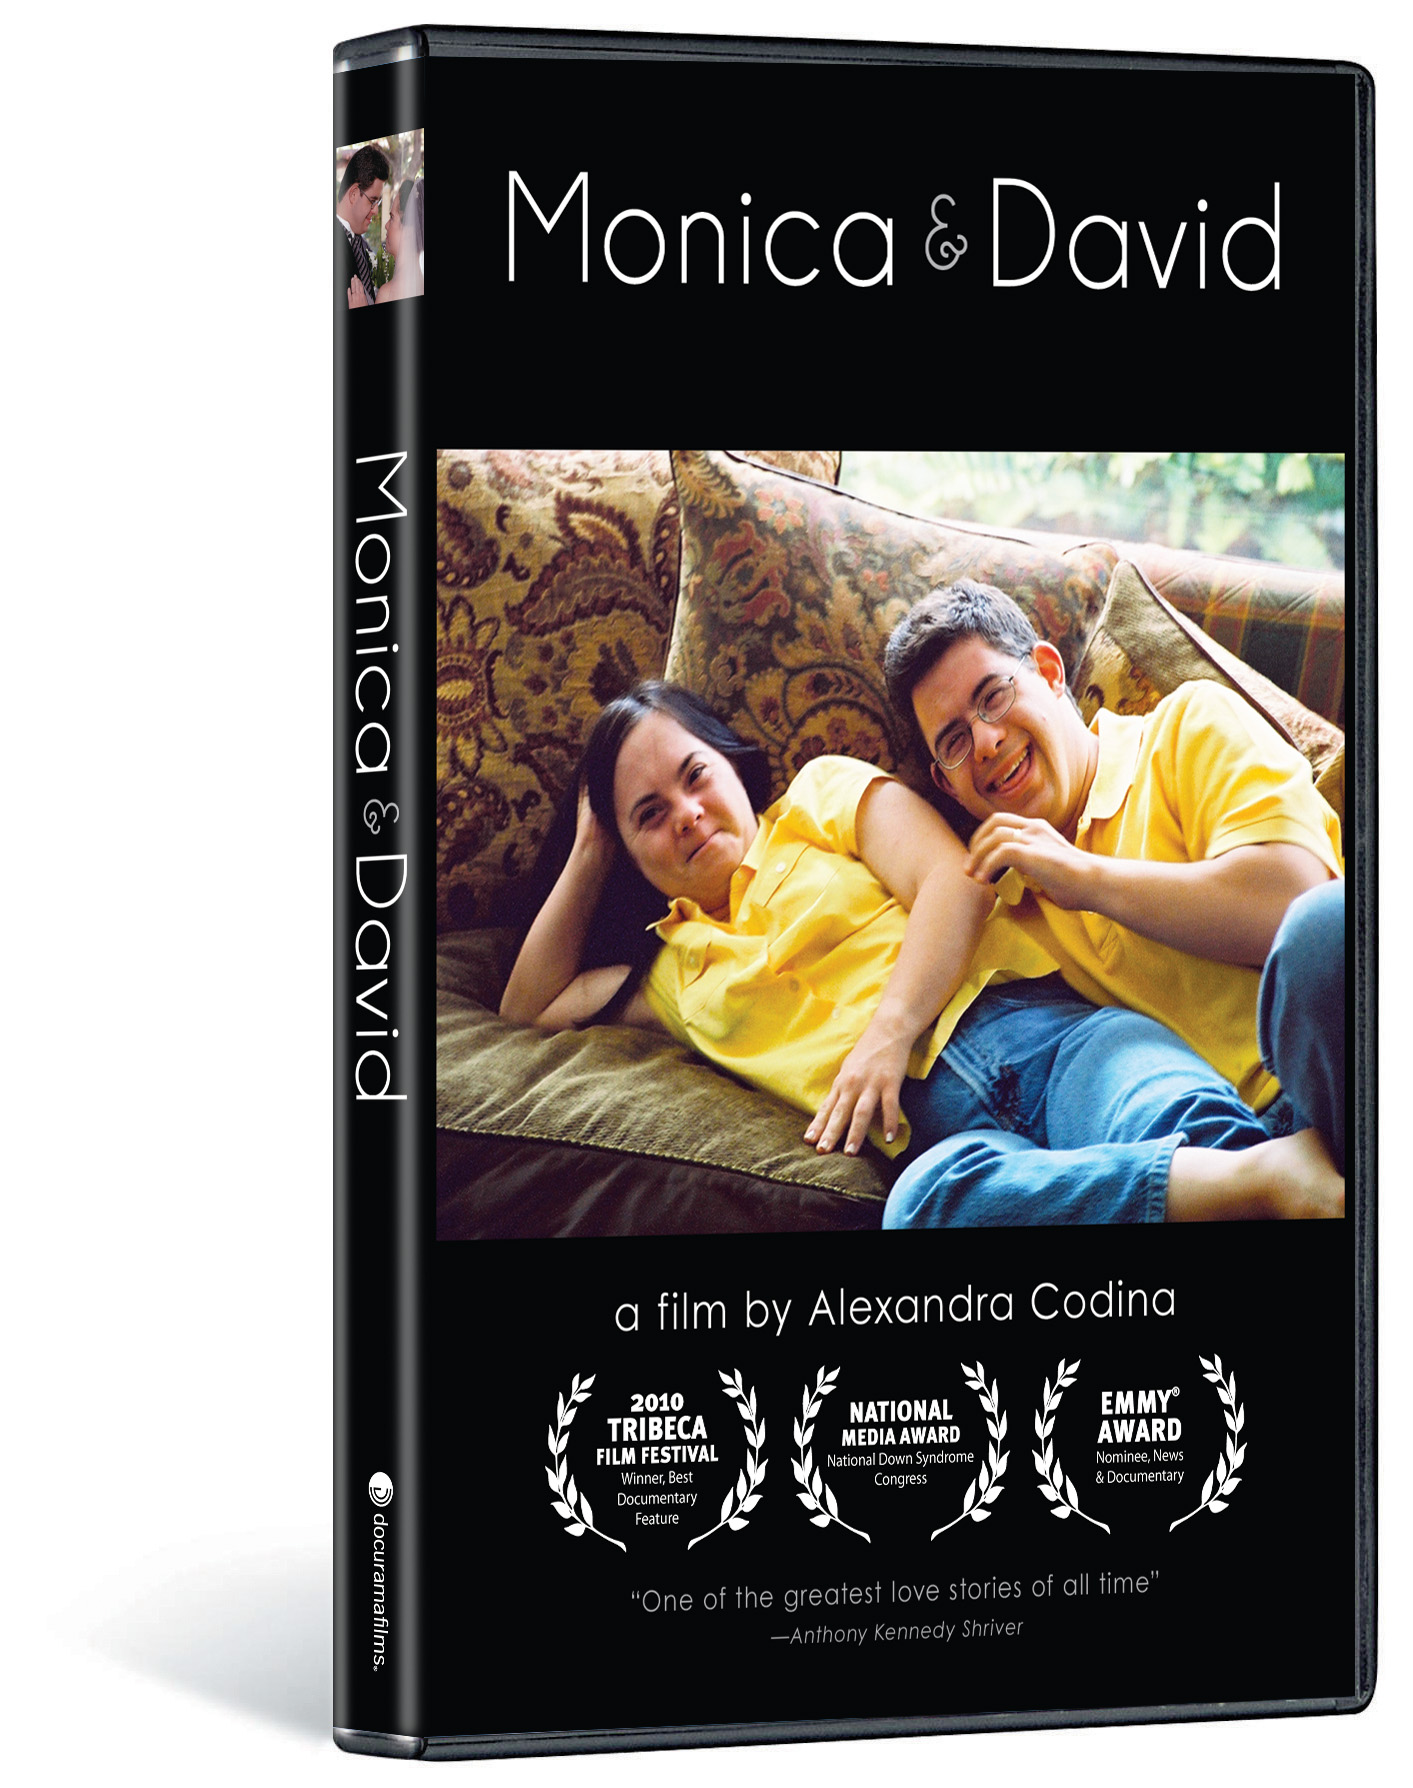 Monica & David
Monica & David
docuramafilms®
a film by Alexandra Codina
2010
TRIBECA
FILM FESTIVAL
Winner, Best
Documentary
Feature
NATIONAL
MEDIA AWARD
National Down Syndrome
Congress
EMMY®
AWARD
Nominee, News
& Documentary
“One of the greatest love stories of all time”
—Anthony Kennedy Shriver